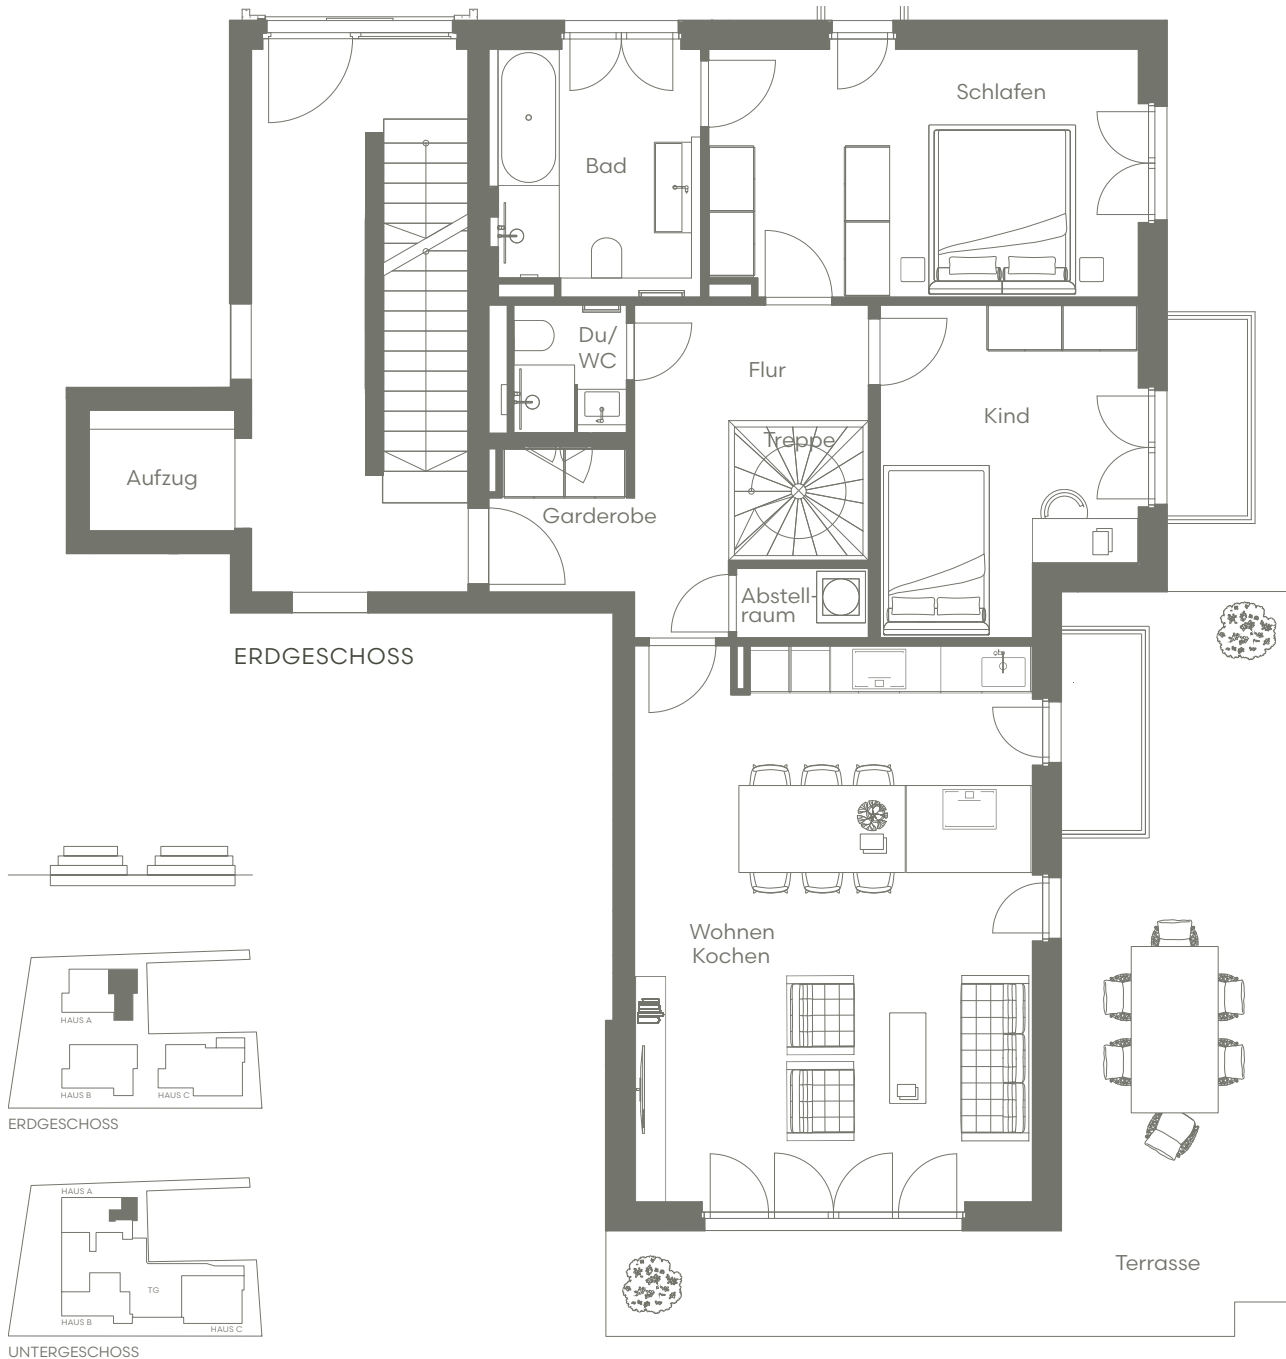 Schlafen
Bad
Du/
WC
Flur
Kind
Treppe
Aufzug
Garderobe
Abstell-
raum
ERDGESCHOSS
Wohnen
Kochen
HAUS A
HAUS B
HAUS C
ERDGESCHOSS
HAUS A
TG
HAUS B
HAUS C
UNTERGESCHOSS
Terrasse